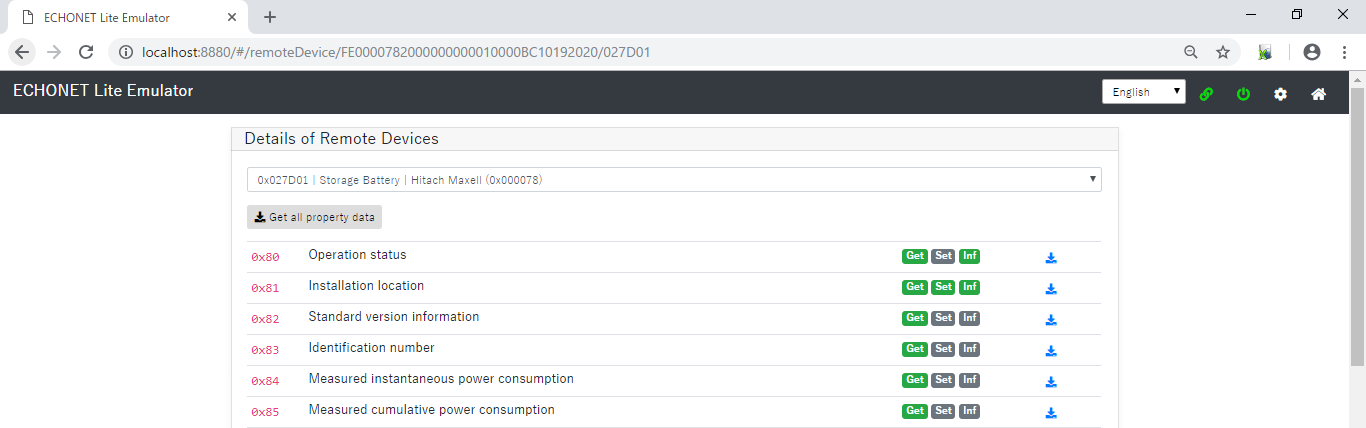 ECHONET Lite Emulator
localhost:8880/#/remoteDevice/FE0000782000000000010000BC10192020/027D01
ECHONET Lite Emulator
English
Details of Remote Devices
0x027D01 | Storage Battery | Hitach Maxell (0x000078)
Get all property data
0x80 Operation status Get Set Inf
0x81 Installation location Get Set Inf
0x82 Standard version information Get Set Inf
0x83 Identification number Get Set Inf
0x84 Measured instantaneous power consumption Get Set Inf
0x85 Measured cumulative power consumption Get Set Inf